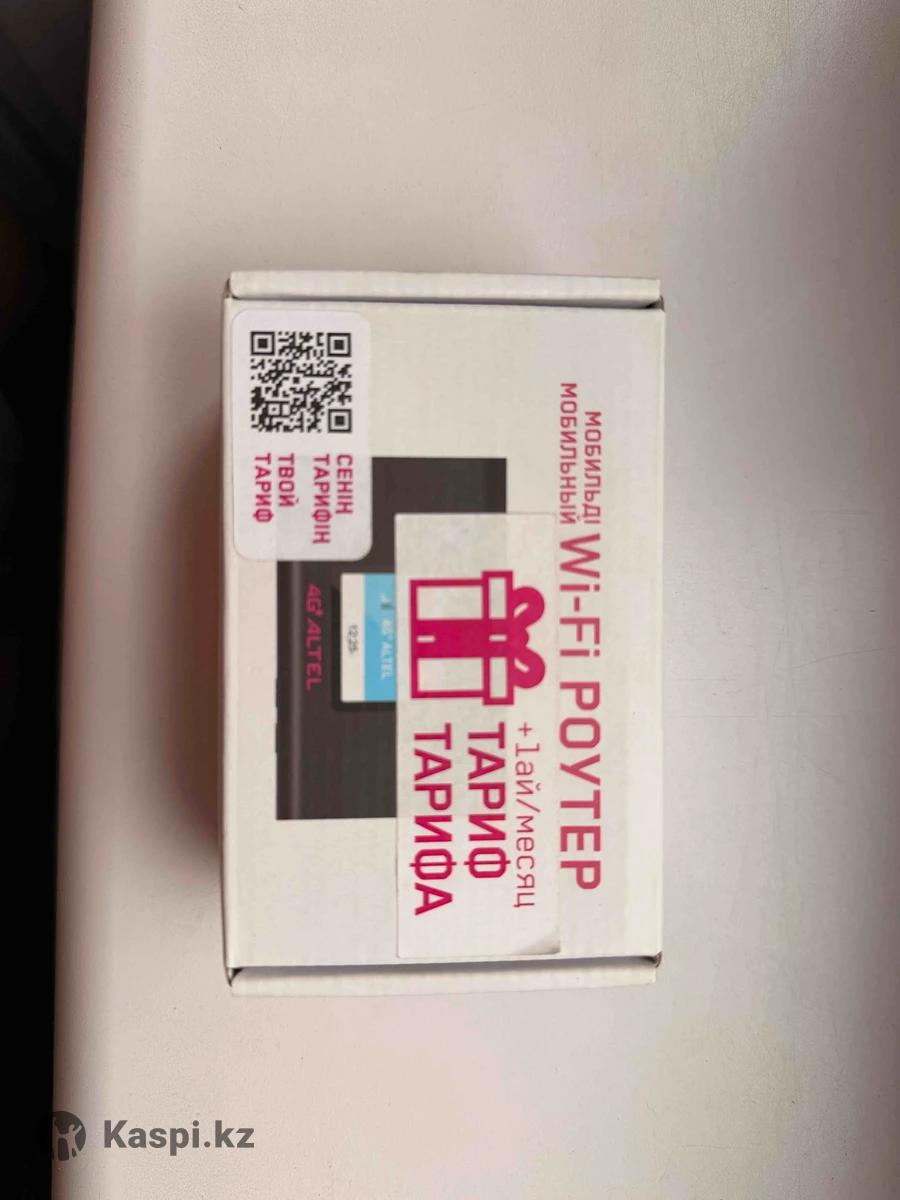 МОБИЛЬДІ
МОБИЛЬНЫЙ
Wi-Fi РОУТЕР
+1ай/месяц
ТАРИФ
ТАРИФА
4G+ ALTEL
12:25
4G+ ALTEL
СЕНІҢ
ТАРИФІҢ
ТВОЙ
ТАРИФ
Kaspi.kz